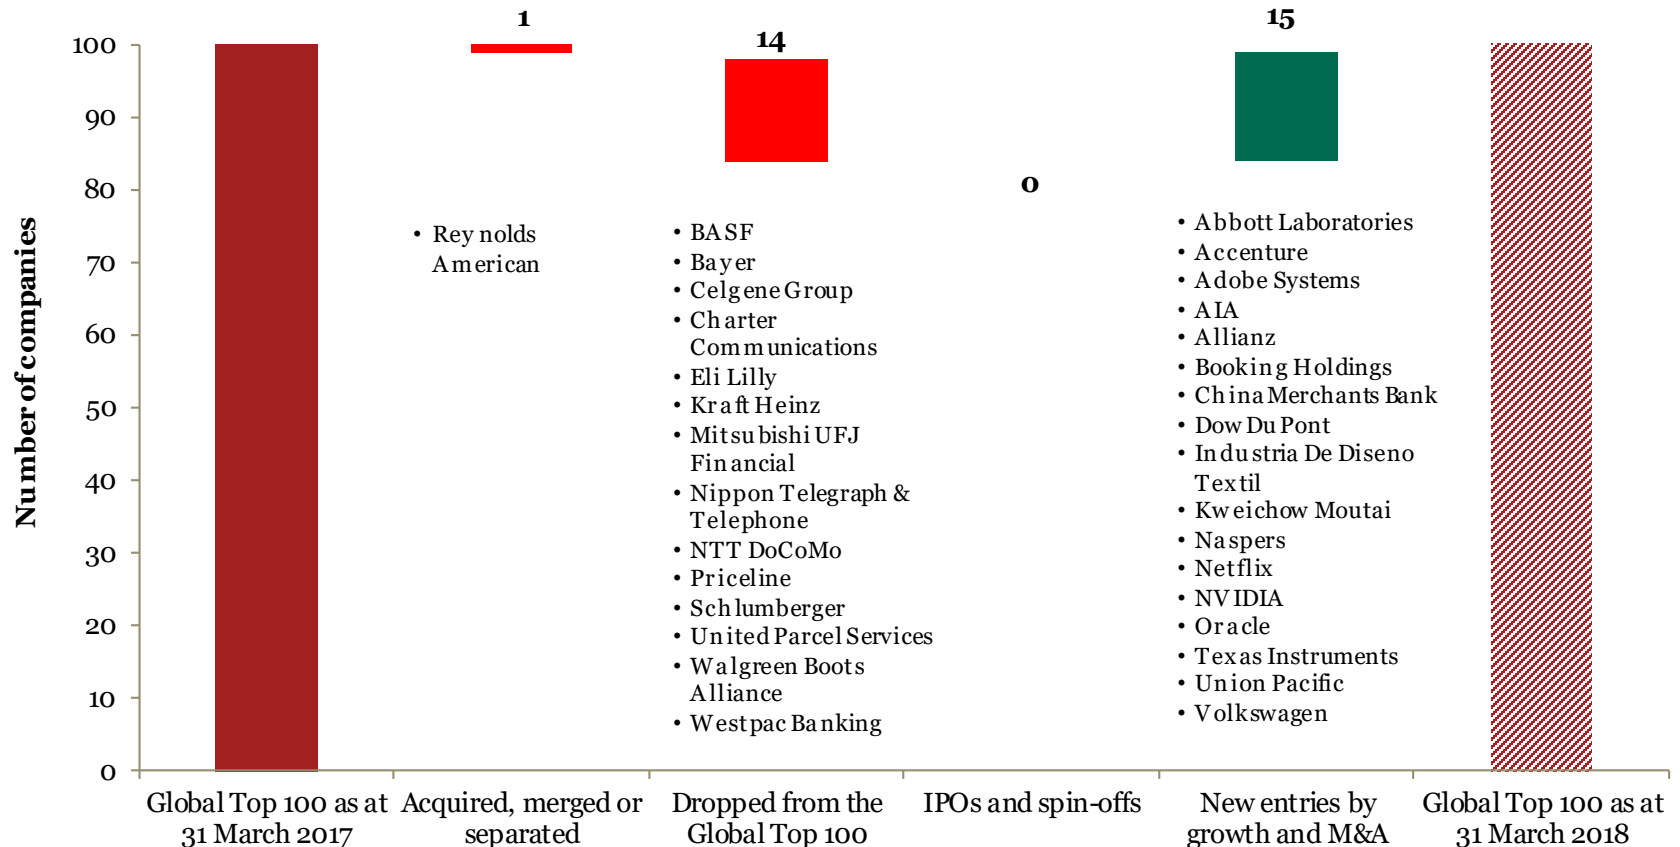 1
14
15
0
100
90
80
70
60
50
40
30
20
10
0
Number of companies
• Reynolds
American
• BASF
• Bayer
• Celgene Group
• Charter
Communications
• Eli Lilly
• Kraft Heinz
• Mitsubishi UFJ
Financial
• Nippon Telegraph &
Telephone
• NTT DoCoMo
• Priceline
• Schlumberger
• United Parcel Services
• Walgreen Boots
Alliance
• Westpac Banking
• Abbott Laboratories
• Accenture
• Adobe Systems
• AIA
• Allianz
• Booking Holdings
• China Merchants Bank
• Dow Du Pont
• Industria De Diseno
Textil
• Kweichow Moutai
• Naspers
• Netflix
• NVIDIA
• Oracle
• Texas Instruments
• Union Pacific
• Volkswagen
Global Top 100 as at
31 March 2017
Acquired, merged or
separated
Dropped from the
Global Top 100
IPOs and spin-offs
New entries by
growth and M&A
Global Top 100 as at
31 March 2018